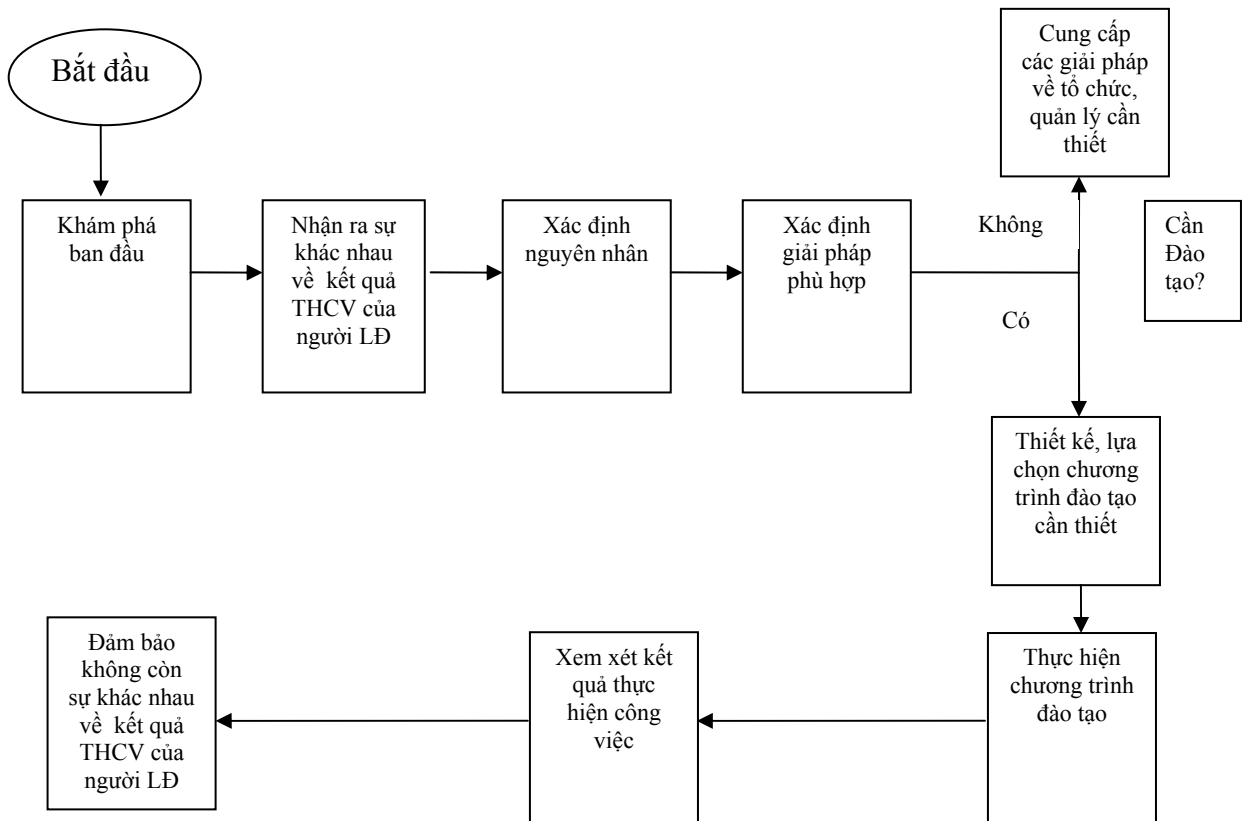 Bắt đầu
Cung cấp
các giải pháp
về tổ chức,
quản lý cần
thiết
Khám phá
ban đầu
Nhận ra sự
khác nhau
về kết quả
THCV của
người LĐ
Xác định
nguyên nhân
Xác định
giải pháp
phù hợp
Không
Có
Cần
Đào
tạo?
Thiết kế, lựa
chọn chương
trình đào tạo
cần thiết
Thực hiện
chương trình
đào tạo
Xem xét kết
quả thực
hiện công
việc
Đảm bảo
không còn
sự khác nhau
về kết quả
THCV của
người LĐ